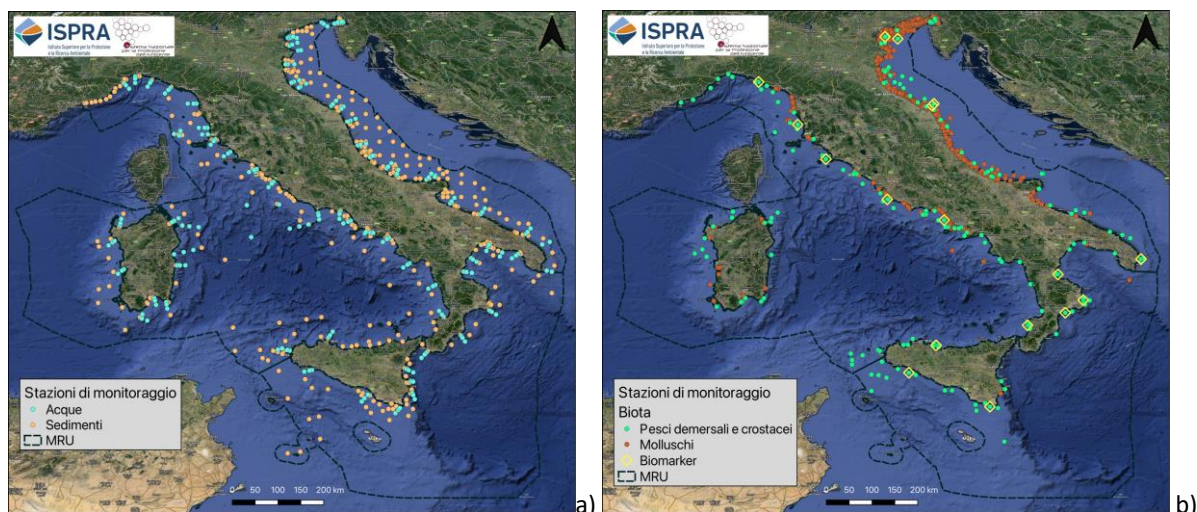 ISPRA
Istituto Superiore per la Protezione
e la Ricerca Ambientale
Stazioni di monitoraggio
Acque
Sedimenti
MRU
0 50 100 150 200 km
a)
ISPRA
Istituto Superiore per la Protezione
e la Ricerca Ambientale
Stazioni di monitoraggio
Biota
Pesci demersali e crostacei
Molluschi
Biomarker
MRU
0 50 100 150 200 km
b)